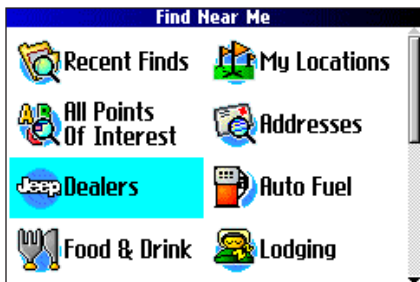 Find Near Me
Recent Finds
My Locations
All Points
Of Interest
Addresses
Jeep Dealers
Auto Fuel
Food & Drink
Lodging